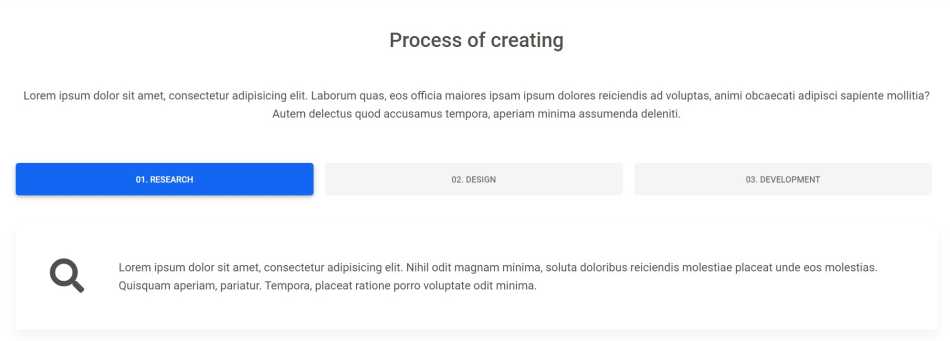 Process of creating
Lorem ipsum dolor sit amet, consectetur adipisicing elit. Laborum quas, eos officia maiores ipsam ipsum dolores reiciendis ad voluptas, animi obcaecati adipisci sapiente mollitia?
Autem delectus quod accusamus tempora, aperiam minima assumenda deleniti.
01. RESEARCH
02. DESIGN
03. DEVELOPMENT
Lorem ipsum dolor sit amet, consectetur adipisicing elit. Nihil odit magnam minima, soluta doloribus reiciendis molestiae placeat unde eos molestias.
Quisquam aperiam, pariatur. Tempora, placeat ratione porro voluptate odit minima.